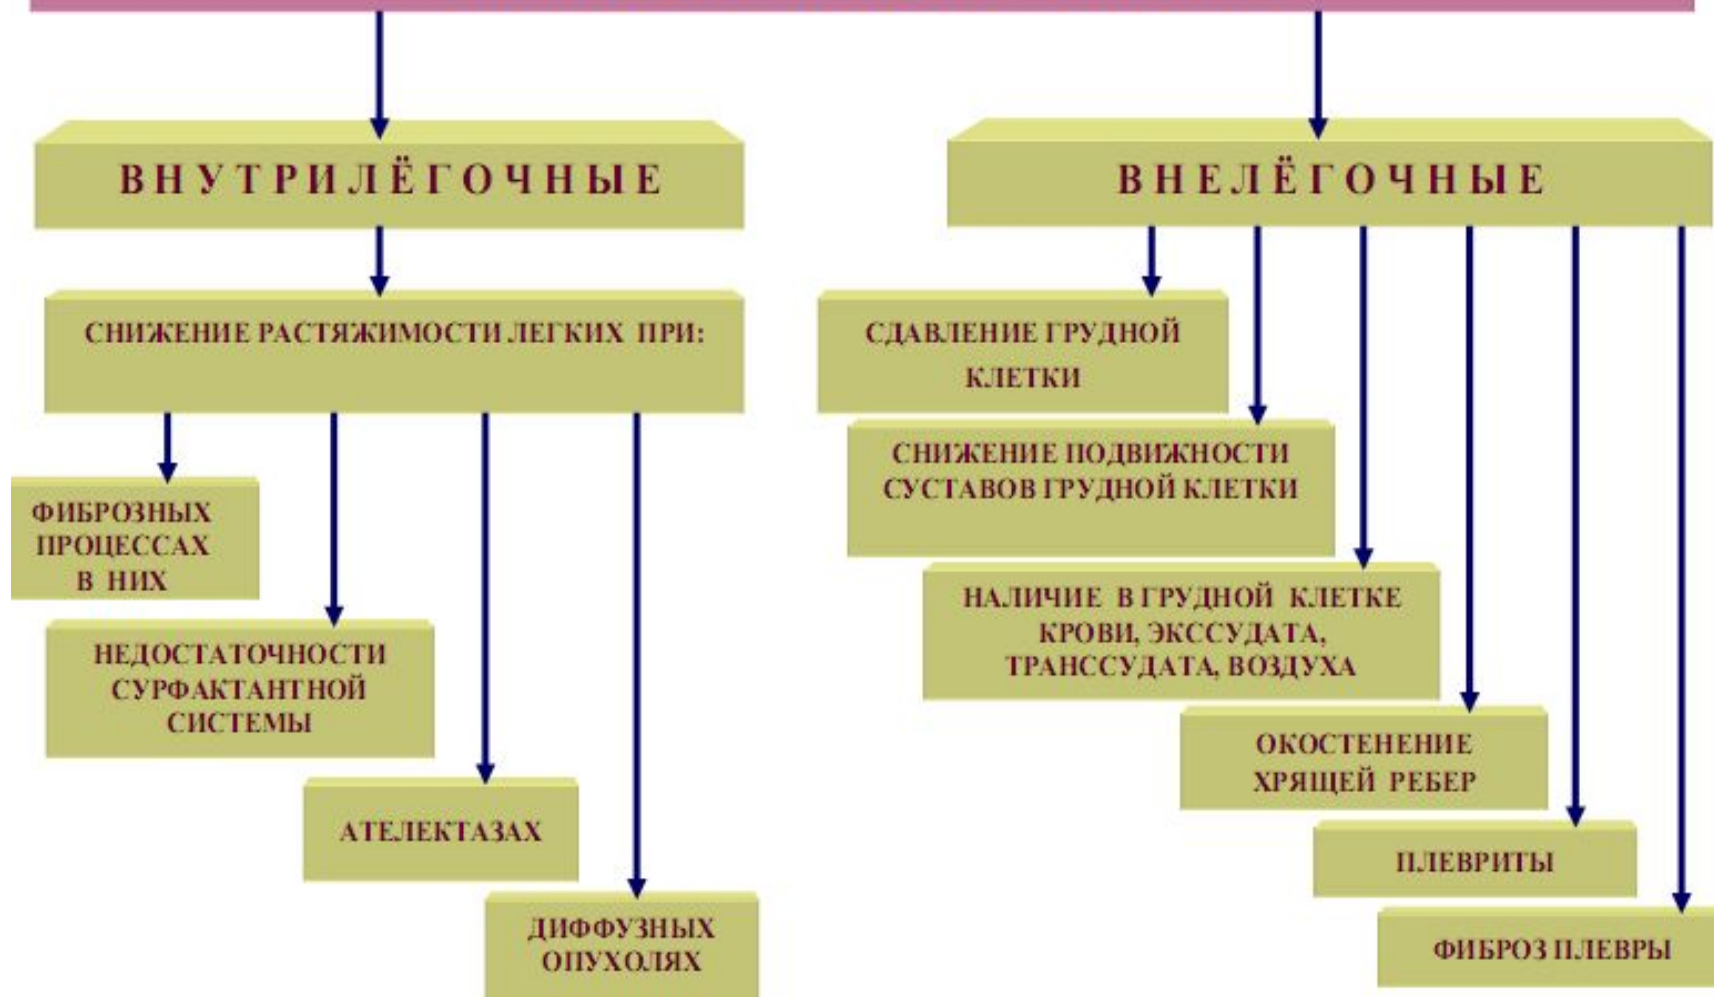 ВНУТРИЛЁГОЧНЫЕ
СНИЖЕНИЕ РАСТЯЖИМОСТИ ЛЕГКИХ ПРИ:
ФИБРОЗНЫХ
ПРОЦЕССАХ
В НИХ
НЕДОСТАТОЧНОСТИ
СУРФАКТАНТНОЙ
СИСТЕМЫ
АТЕЛЕКТАЗАХ
ДИФФУЗНЫХ
ОПУХОЛЯХ
ВНЕЛЁГОЧНЫЕ
СДАВЛЕНИЕ ГРУДНОЙ
КЛЕТКИ
СНИЖЕНИЕ ПОДВИЖНОСТИ
СУСТАВОВ ГРУДНОЙ КЛЕТКИ
НАЛИЧИЕ В ГРУДНОЙ КЛЕТКЕ
КРОВИ, ЭКССУДАТА,
ТРАНССУДАТА, ВОЗДУХА
ОКОСТЕНЕНИЕ
ХРЯЩЕЙ РЕБЕР
ПЛЕВРИТЫ
ФИБРОЗ ПЛЕВРЫ